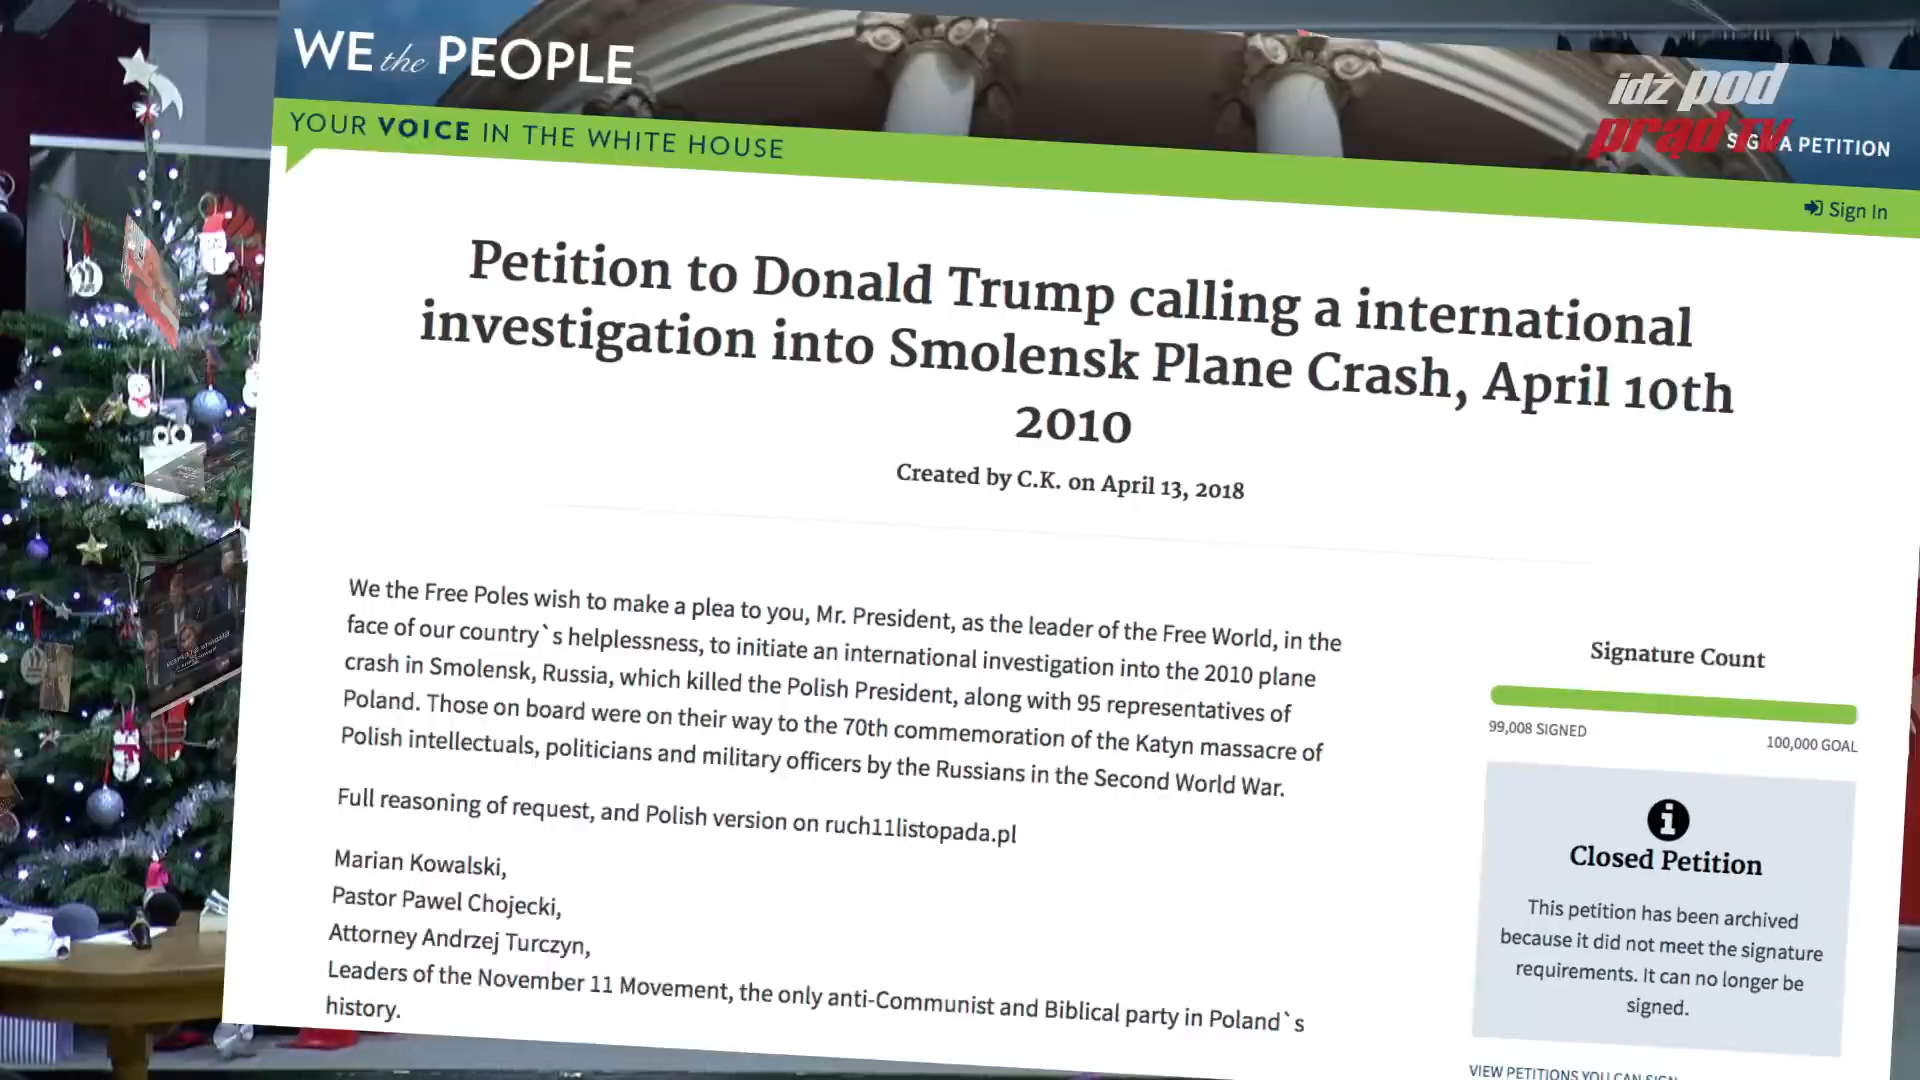 WE the PEOPLE
idź pod
prąd TV
YOUR VOICE IN THE WHITE HOUSE
SIGN A PETITION
Sign In
Petition to Donald Trump calling a international
investigation into Smolensk Plane Crash, April 10th
2010
Created by C.K. on April 13, 2018
We the Free Poles wish to make a plea to you, Mr. President, as the leader of the Free World, in the
face of our country`s helplessness, to initiate an international investigation into the 2010 plane
crash in Smolensk, Russia, which killed the Polish President, along with 95 representatives of
Poland. Those on board were on their way to the 70th commemoration of the Katyn massacre of
Polish intellectuals, politicians and military officers by the Russians in the Second World War.
Full reasoning of request, and Polish version on ruch11listopada.pl
Marian Kowalski,
Pastor Pawel Chojecki,
Attorney Andrzej Turczyn,
Leaders of the November 11 Movement, the only anti-Communist and Biblical party in Poland`s
history.
Signature Count
99,008 SIGNED
100,000 GOAL
Closed Petition
This petition has been archived
because it did not meet the signature
requirements. It can no longer be
signed.
VIEW PETITIONS YOU CAN SIGN